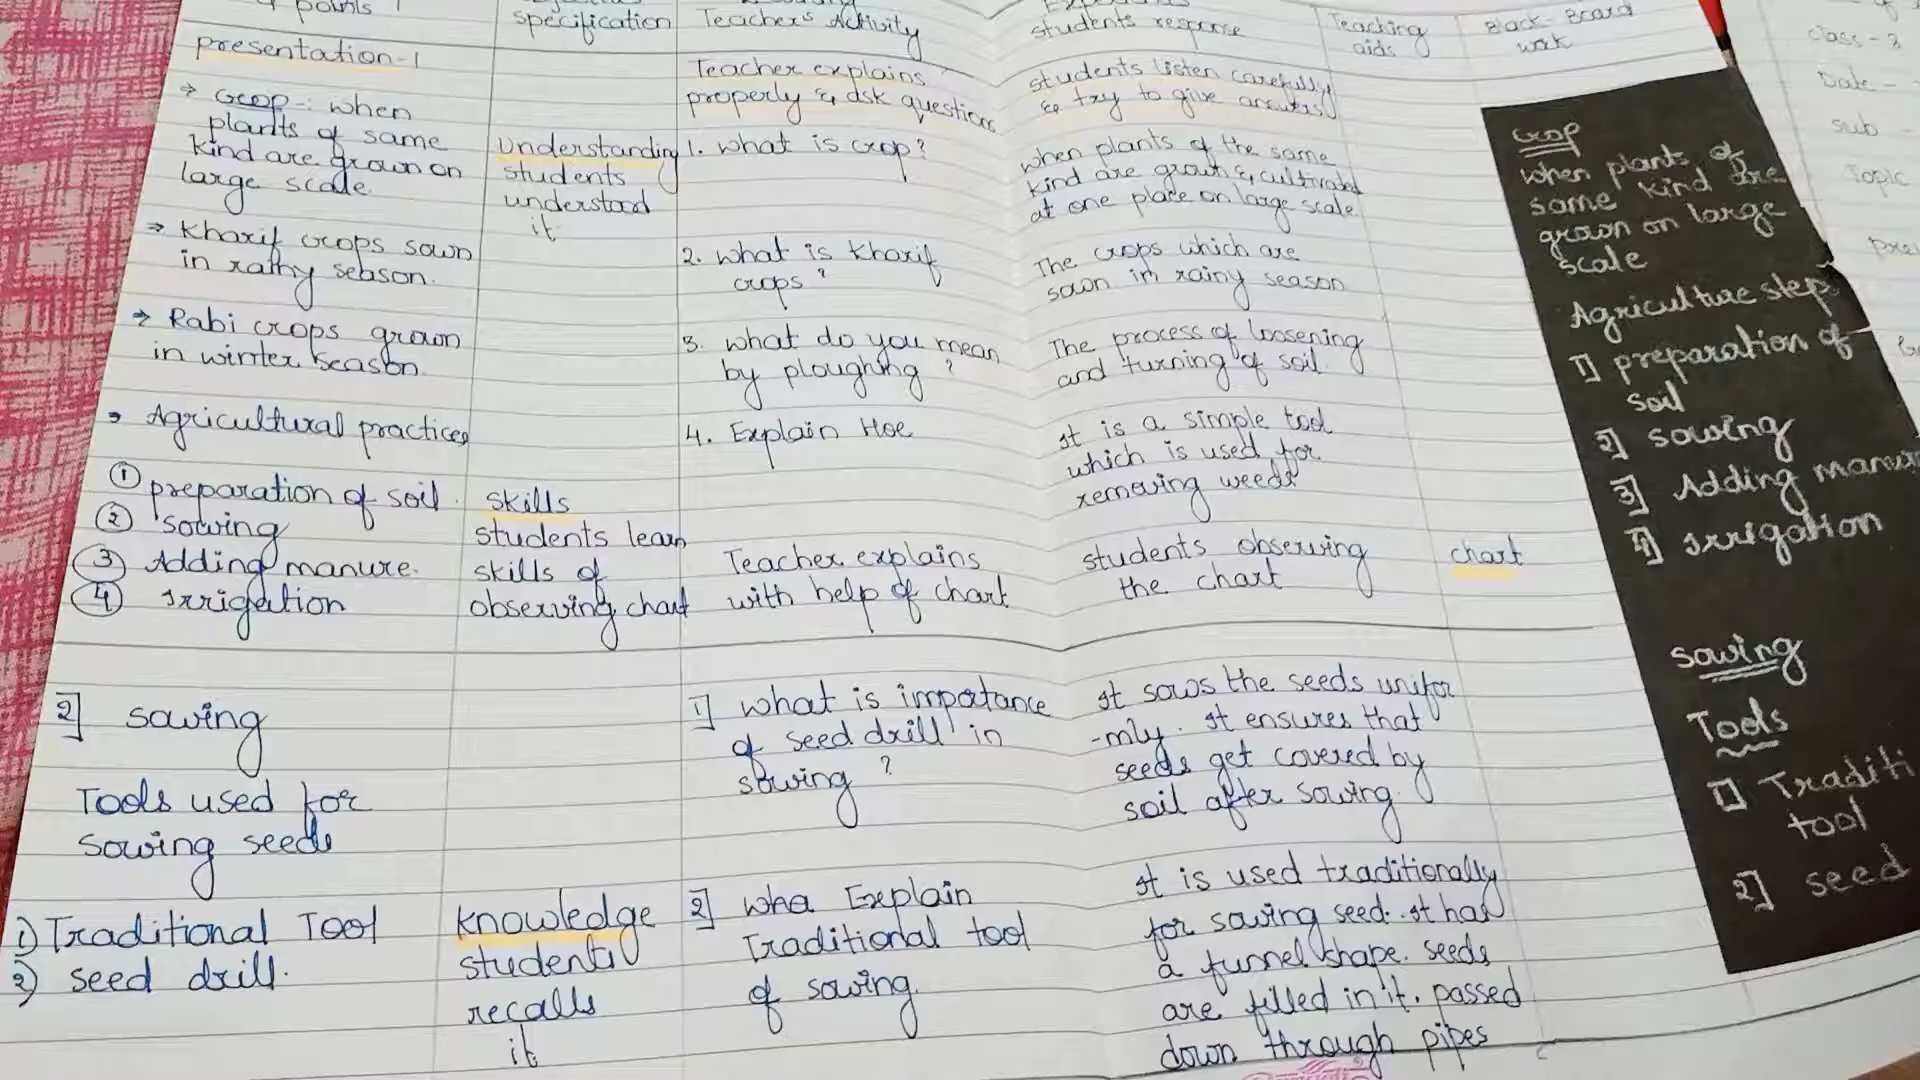 points
specification
Teachers Activity
students response
Teaching
aids
Black-Board
work
presentation-1
→ Crop-: when
plants of same
kind are grown on
large scale
→ Kharif crops sown
in rainy season.
→ Rabi crops grown
in winter season.
→ Agricultural practices
① preparation of soil.
② sowing
③ Adding manure.
④ Irrigation
understanding
students
understood
it
skills
students learn
skills of
observing chart
Teacher explains
properly & ask questions
1. what is crop?
2. what is kharif
crops?
3. what do you mean
by ploughing?
4. Explain Hoe
Teacher explains
with help of chart
students listen carefully
& try to give answers
when plants of the same
kind are grown & cultivated
at one place on large scale.
The crops which are
sown in rainy season
The process of loosening
and turning of soil.
It is a simple tool
which is used for
removing weeds
students observing
the chart
chart
2] sowing
Tools used for
sowing seeds
1) Traditional Tool
2) seed drill.
knowledge
students
recalls
it
1] what is impotance
of seed drill in
sowing?
2] wha Explain
Traditional tool
of sowing.
It sows the seeds unifor
-mly. It ensures that
seeds get covered by
soil after sowing.
It is used traditionally
for sowing seed. It has
a funnel shape. seeds
are filled in it. passed
down through pipes
crop
when plants of
same kind are
grown on large
scale
Agriculture step
1] preparation of
soil
2] sowing
3] Adding manur
4] Irrigation
sowing
Tools
1] Traditi
tool
2] seed
class - 
Date -
sub -
Topic